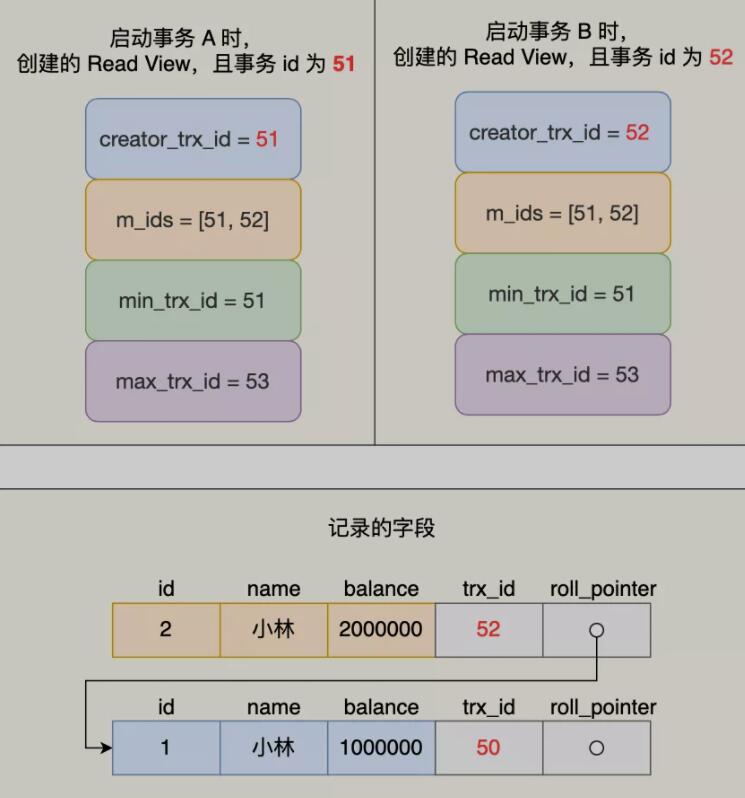 启动事务 A 时，
创建的 Read View，且事务 id 为 51
creator_trx_id = 51
m_ids = [51, 52]
min_trx_id = 51
max_trx_id = 53
启动事务 B 时，
创建的 Read View，且事务 id 为 52
creator_trx_id = 52
m_ids = [51, 52]
min_trx_id = 51
max_trx_id = 53
记录的字段
id name balance trx_id roll_pointer
2 小林 2000000 52
id name balance trx_id roll_pointer
1 小林 1000000 50